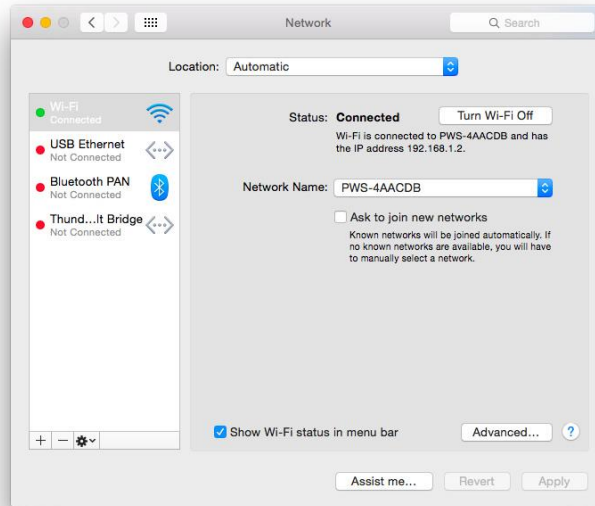 Network
Search
Location: Automatic
Wi-Fi
Connected
USB Ethernet
Not Connected
Bluetooth PAN
Not Connected
Thund...lt Bridge
Not Connected
Status: Connected
Turn Wi-Fi Off
Wi-Fi is connected to PWS-4AACDB and has
the IP address 192.168.1.2.
Network Name: PWS-4AACDB
Ask to join new networks
Known networks will be joined automatically. If
no known networks are available, you will have
to manually select a network.
Show Wi-Fi status in menu bar
Advanced...
?
Assist me...
Revert
Apply